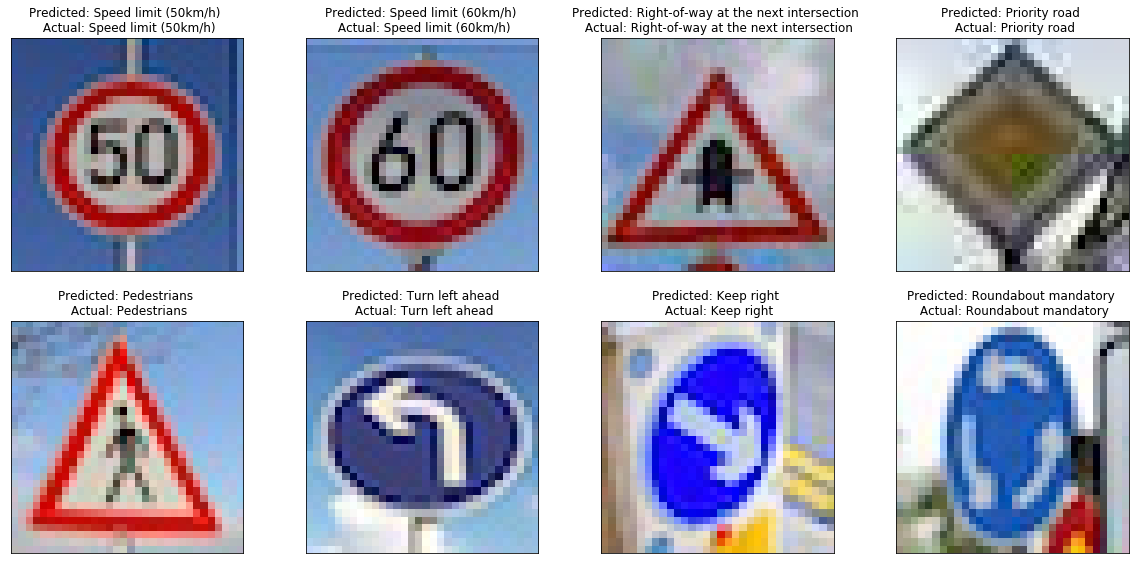 Predicted: Speed limit (50km/h)
Actual: Speed limit (50km/h)
Predicted: Speed limit (60km/h)
Actual: Speed limit (60km/h)
Predicted: Right-of-way at the next intersection
Actual: Right-of-way at the next intersection
Predicted: Priority road
Actual: Priority road
50
60
Predicted: Pedestrians
Actual: Pedestrians
Predicted: Turn left ahead
Actual: Turn left ahead
Predicted: Keep right
Actual: Keep right
Predicted: Roundabout mandatory
Actual: Roundabout mandatory